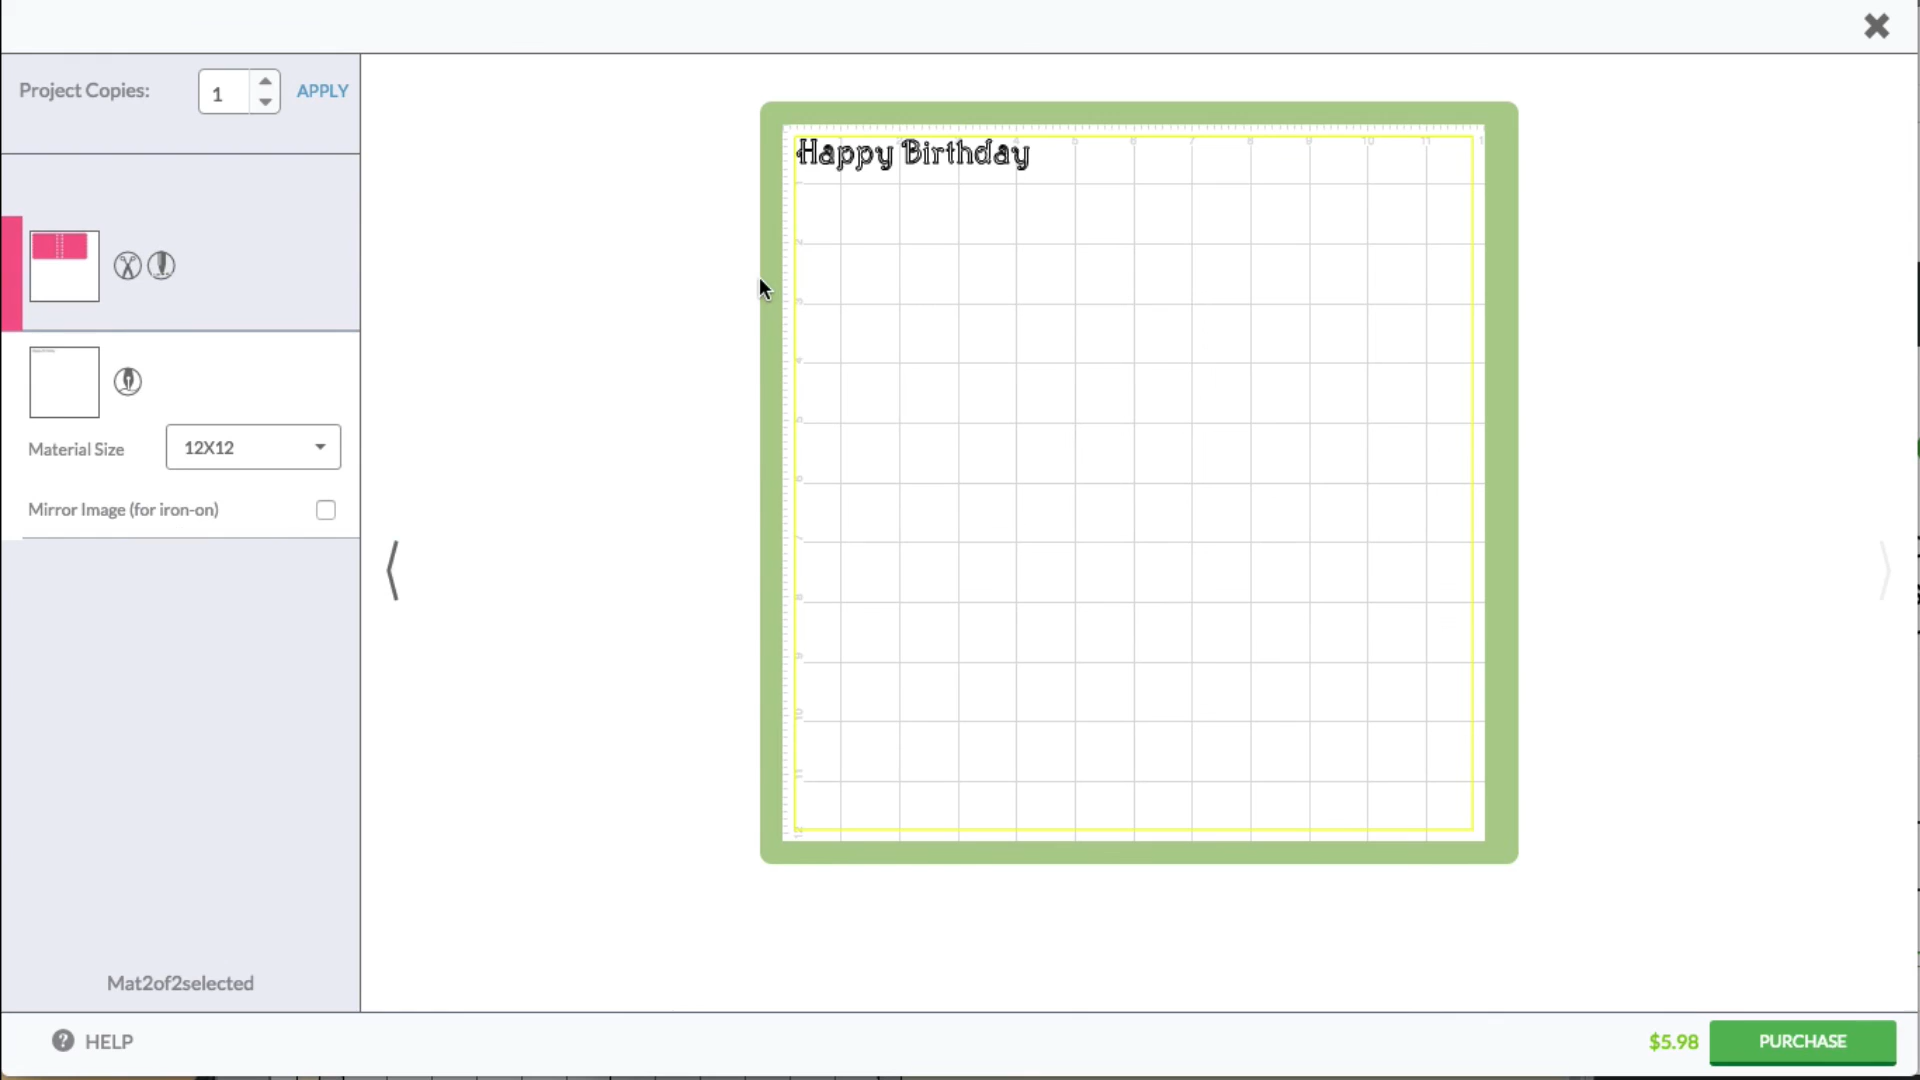 Project Copies: 1 APPLY
Happy Birthday
Material Size 12X12
Mirror Image (for iron-on)
Mat2of2selected
? HELP
$5.98 PURCHASE